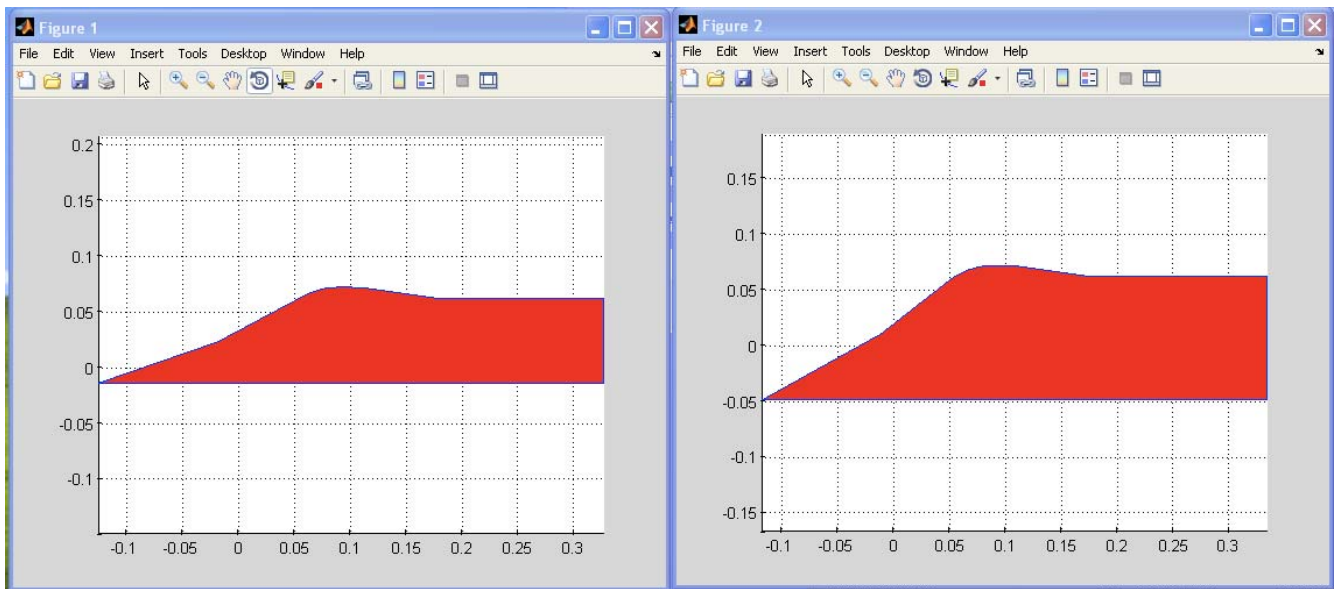 Figure 1
File Edit View Insert Tools Desktop Window Help
0.2
0.15
0.1
0.05
0
-0.05
-0.1
-0.1 -0.05 0 0.05 0.1 0.15 0.2 0.25 0.3
Figure 2
File Edit View Insert Tools Desktop Window Help
0.15
0.1
0.05
0
-0.05
-0.1
-0.15
-0.1 -0.05 0 0.05 0.1 0.15 0.2 0.25 0.3